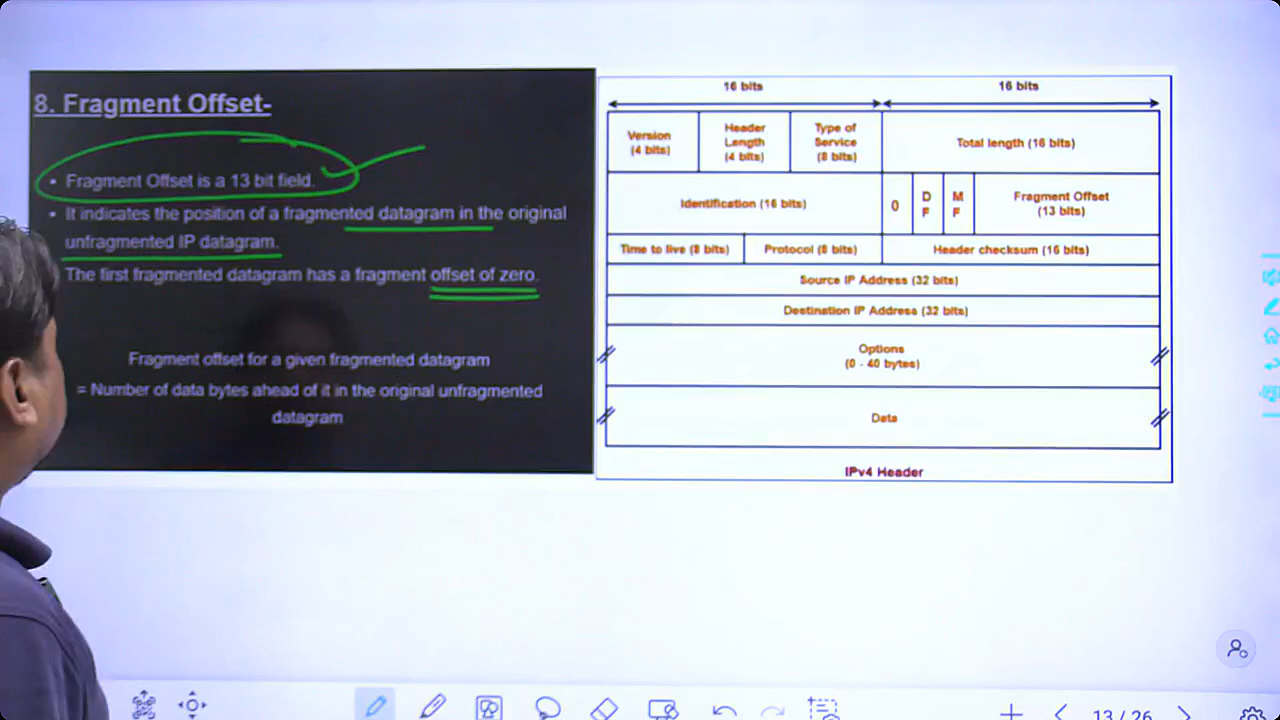 8. Fragment Offset-
• Fragment Offset is a 13 bit field.
• It indicates the position of a fragmented datagram in the original
unfragmented IP datagram.
The first fragmented datagram has a fragment offset of zero.
Fragment offset for a given fragmented datagram
= Number of data bytes ahead of it in the original unfragmented
datagram
16 bits 16 bits
Version
(4 bits)
Header
Length
(4 bits)
Type of
Service
(8 bits)
Total length (16 bits)
Identification (16 bits)
0
D
F
M
F
Fragment Offset
(13 bits)
Time to live (8 bits) Protocol (8 bits) Header checksum (16 bits)
Source IP Address (32 bits)
Destination IP Address (32 bits)
Options
(0 - 40 bytes)
Data
IPv4 Header
13 / 26